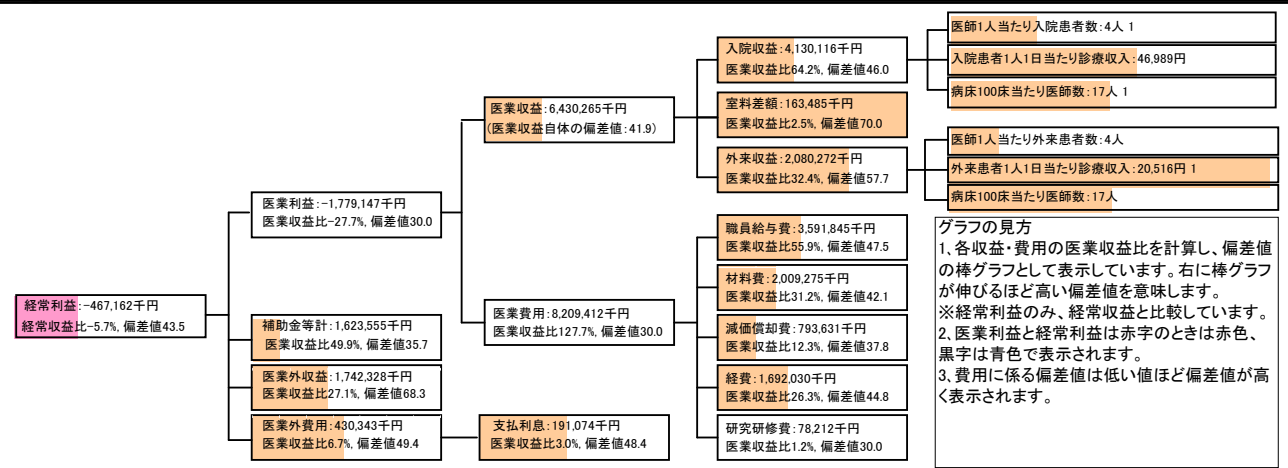 経常利益:-467,162千円
経常収益比-5.7%, 偏差値43.5
医業利益:-1,779,147千円
医業収益比-27.7%, 偏差値30.0
補助金等計:1,623,555千円
医業収益比49.9%, 偏差値35.7
医業外収益:1,742,328千円
医業収益比27.1%, 偏差値68.3
医業外費用:430,343千円
医業収益比6.7%, 偏差値49.4
支払利息:191,074千円
医業収益比3.0%, 偏差値48.4
医業収益:6,430,265千円
(医業収益自体の偏差値:41.9)
医業費用:8,209,412千円
医業収益比127.7%, 偏差値30.0
入院収益:4,130,116千円
医業収益比64.2%, 偏差値46.0
室料差額:163,485千円
医業収益比2.5%, 偏差値70.0
外来収益:2,080,272千円
医業収益比32.4%, 偏差値57.7
職員給与費:3,591,845千円
医業収益比55.9%, 偏差値47.5
材料費:2,009,275千円
医業収益比31.2%, 偏差値42.1
減価償却費:793,631千円
医業収益比12.3%, 偏差値37.8
経費:1,692,030千円
医業収益比26.3%, 偏差値44.8
研究研修費:78,212千円
医業収益比1.2%, 偏差値30.0
医師1人当たり入院患者数:4人 1
入院患者1人1日当たり診療収入:46,989円
病床100床当たり医師数:17人 1
医師1人当たり外来患者数:4人
外来患者1人1日当たり診療収入:20,516円 1
病床100床当たり医師数:17人
グラフの見方
1、各収益・費用の医業収益比を計算し、偏差値
の棒グラフとして表示しています。右に棒グラフ
が伸びるほど高い偏差値を意味します。
※経常利益のみ、経常収益と比較しています。
2、医業利益と経常利益は赤字のときは赤色、
黒字は青色で表示されます。
3、費用に係る偏差値は低い値ほど偏差値が高
く表示されます。